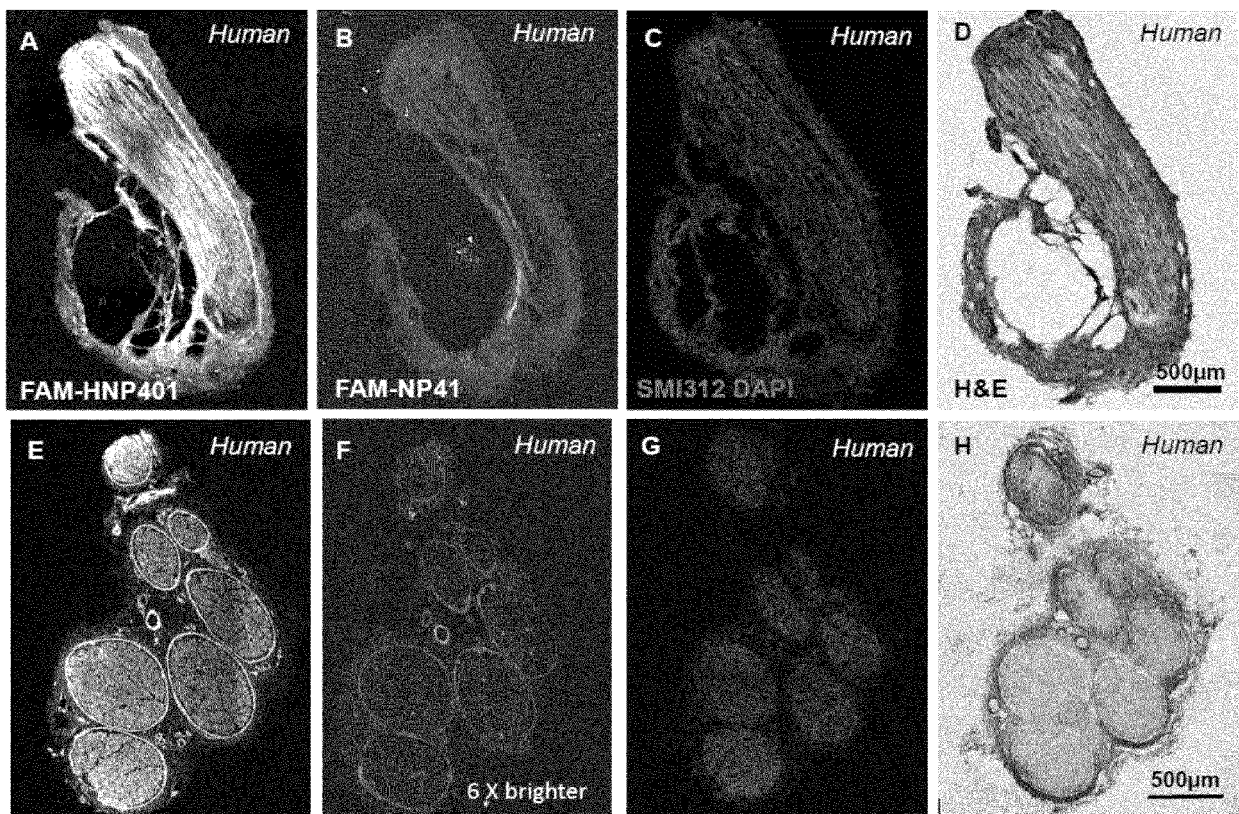 A Human
B Human
C Human
D Human
FAM-HNP401
FAM-NP41
SMI312 DAPI
H&E
500μm
E Human
F Human
G Human
H Human
6 X brighter
500μm